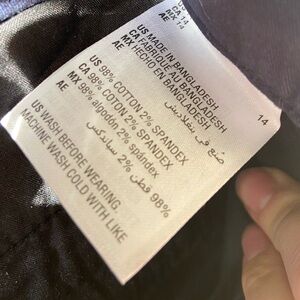 CA 14
MX 14
AE
US MADE IN BANGLADESH
CA FABRIQUÉ AU BANGLADESH
MX HECHO EN BANGLADESH
AE
صنع في بنغلاديش
14
US 98% COTTON 2% SPANDEX
CA 98% COTON 2% SPANDEX
MX 98% algodón 2% spandex
AE
98% قطن 2% سباندكس
US WASH BEFORE WEARING.
MACHINE WASH COLD WITH LIKE